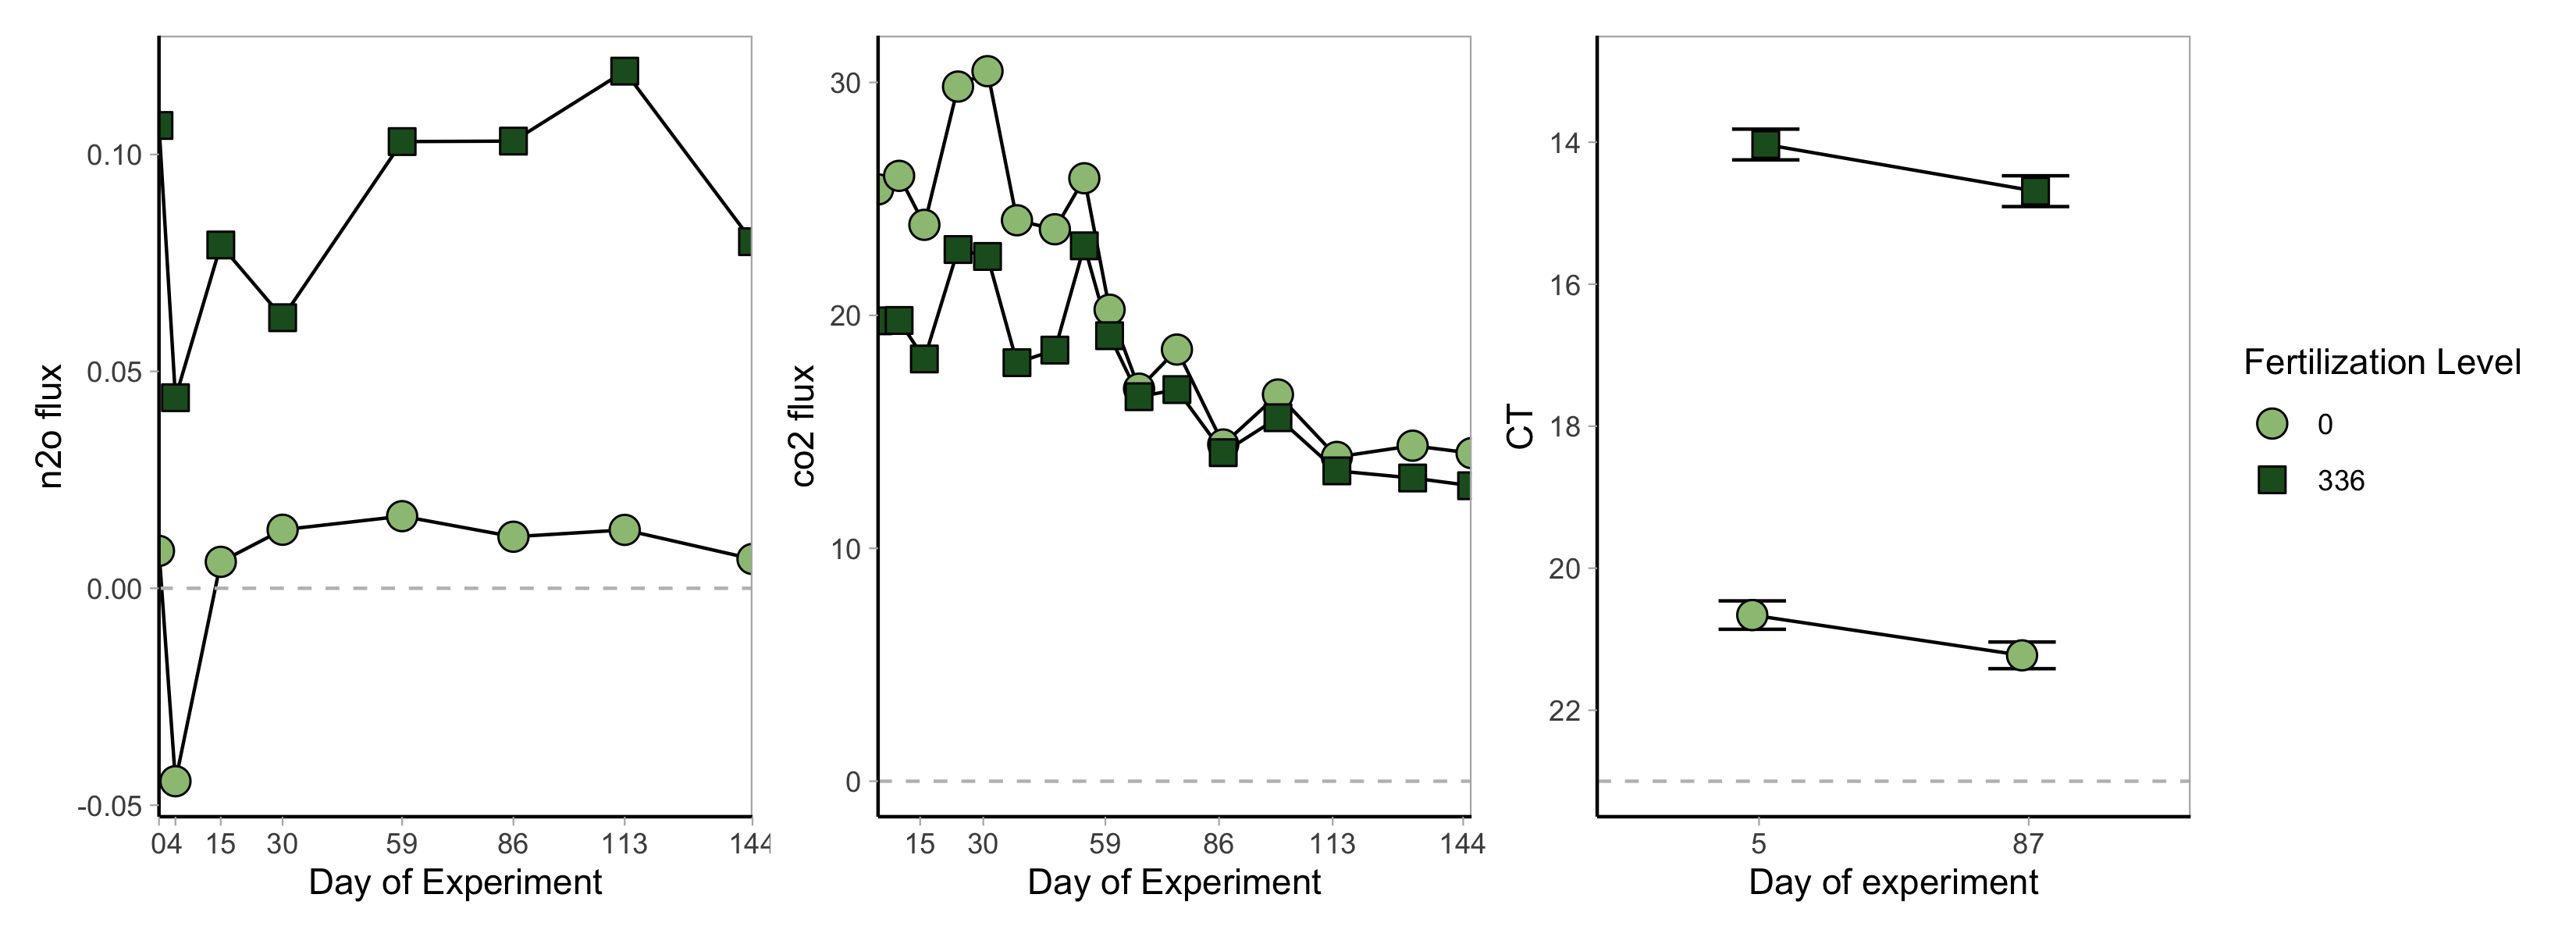 n2o flux
0.10
0.05
0.00
-0.05
0 4 15 30 59 86 113 144
Day of Experiment
co2 flux
30
20
10
0
15 30 59 86 113 144
Day of Experiment
CT
14
16
18
20
22
5 87
Day of experiment
Fertilization Level
0
336